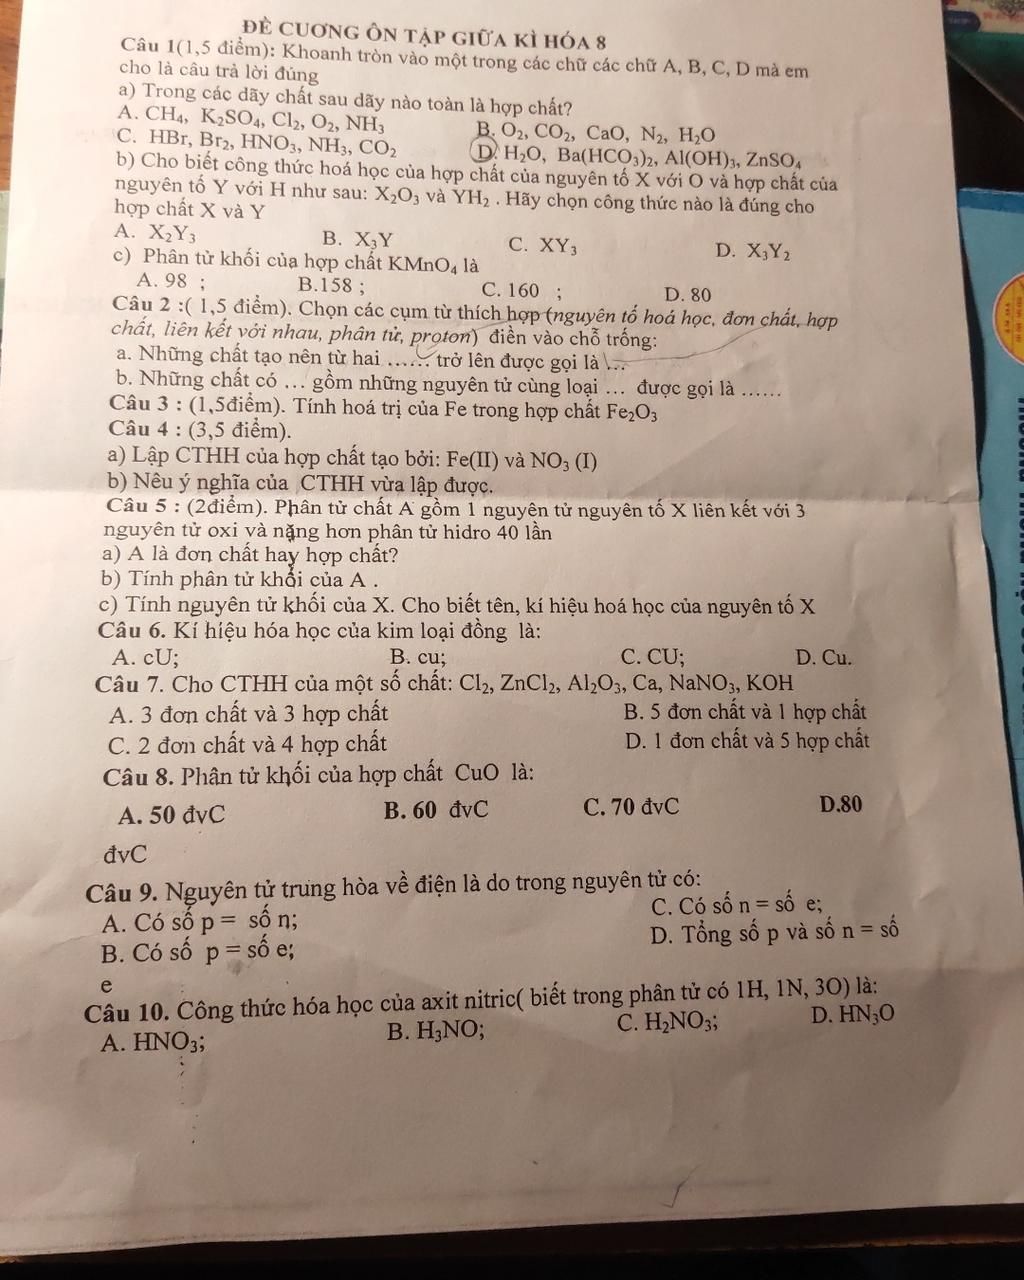 ĐỀ CƯƠNG ÔN TẬP GIỮA KÌ HÓA 8
Câu 1(1,5 điểm): Khoanh tròn vào một trong các chữ các chữ A, B, C, D mà em
cho là câu trả lời đúng
a) Trong các dãy chất sau dãy nào toàn là hợp chất?
A. CH₄, K₂SO₄, Cl₂, O₂, NH₃ B. O₂, CO₂, CaO, N₂, H₂O
C. HBr, Br₂, HNO₃, NH₃, CO₂ D. H₂O, Ba(HCO₃)₂, Al(OH)₃, ZnSO₄
b) Cho biết công thức hoá học của hợp chất của nguyên tố X với O và hợp chất của
nguyên tố Y với H như sau: X₂O₃ và YH₂ . Hãy chọn công thức nào là đúng cho
hợp chất X và Y
A. X₂Y₃ B. X₃Y C. XY₃ D. X₃Y₂
c) Phân tử khối của hợp chất KMnO₄ là
A. 98 ; B.158 ; C. 160 ; D. 80
Câu 2 :( 1,5 điểm). Chọn các cụm từ thích hợp (nguyên tố hoá học, đơn chất, hợp
chất, liên kết với nhau, phân tử, proton) điền vào chỗ trống:
a. Những chất tạo nên từ hai …... trở lên được gọi là ...
b. Những chất có … gồm những nguyên tử cùng loại … được gọi là ……
Câu 3 : (1,5điểm). Tính hoá trị của Fe trong hợp chất Fe₂O₃
Câu 4 : (3,5 điểm).
a) Lập CTHH của hợp chất tạo bởi: Fe(II) và NO₃ (I)
b) Nêu ý nghĩa của CTHH vừa lập được.
Câu 5 : (2điểm). Phân tử chất A gồm 1 nguyên tử nguyên tố X liên kết với 3
nguyên tử oxi và nặng hơn phân tử hidro 40 lần
a) A là đơn chất hay hợp chất?
b) Tính phân tử khối của A .
c) Tính nguyên tử khối của X. Cho biết tên, kí hiệu hoá học của nguyên tố X
Câu 6. Kí hiệu hóa học của kim loại đồng là:
A. cU; B. cu; C. CU; D. Cu.
Câu 7. Cho CTHH của một số chất: Cl₂, ZnCl₂, Al₂O₃, Ca, NaNO₃, KOH
A. 3 đơn chất và 3 hợp chất B. 5 đơn chất và 1 hợp chất
C. 2 đơn chất và 4 hợp chất D. 1 đơn chất và 5 hợp chất
Câu 8. Phân tử khối của hợp chất CuO là:
A. 50 đvC B. 60 đvC C. 70 đvC D.80
đvC
Câu 9. Nguyên tử trung hòa về điện là do trong nguyên tử có:
A. Có số p = số n; C. Có số n = số e;
B. Có số p = số e; D. Tổng số p và số n = số
e
Câu 10. Công thức hóa học của axit nitric( biết trong phân tử có 1H, 1N, 3O) là:
A. HNO₃; B. H₃NO; C. H₂NO₃; D. HN₃O